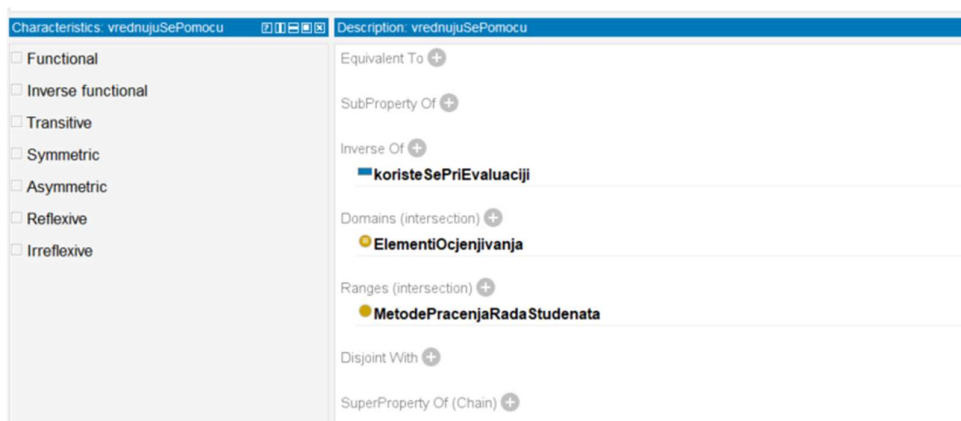 Characteristics: vrednujuSePomocu
Functional
Inverse functional
Transitive
Symmetric
Asymmetric
Reflexive
Irreflexive
Description: vrednujuSePomocu
Equivalent To
SubProperty Of
Inverse Of
koristeSePriEvaluaciji
Domains (intersection)
ElementiOcjenjivanja
Ranges (intersection)
MetodePracenjaRadaStudenata
Disjoint With
SuperProperty Of (Chain)